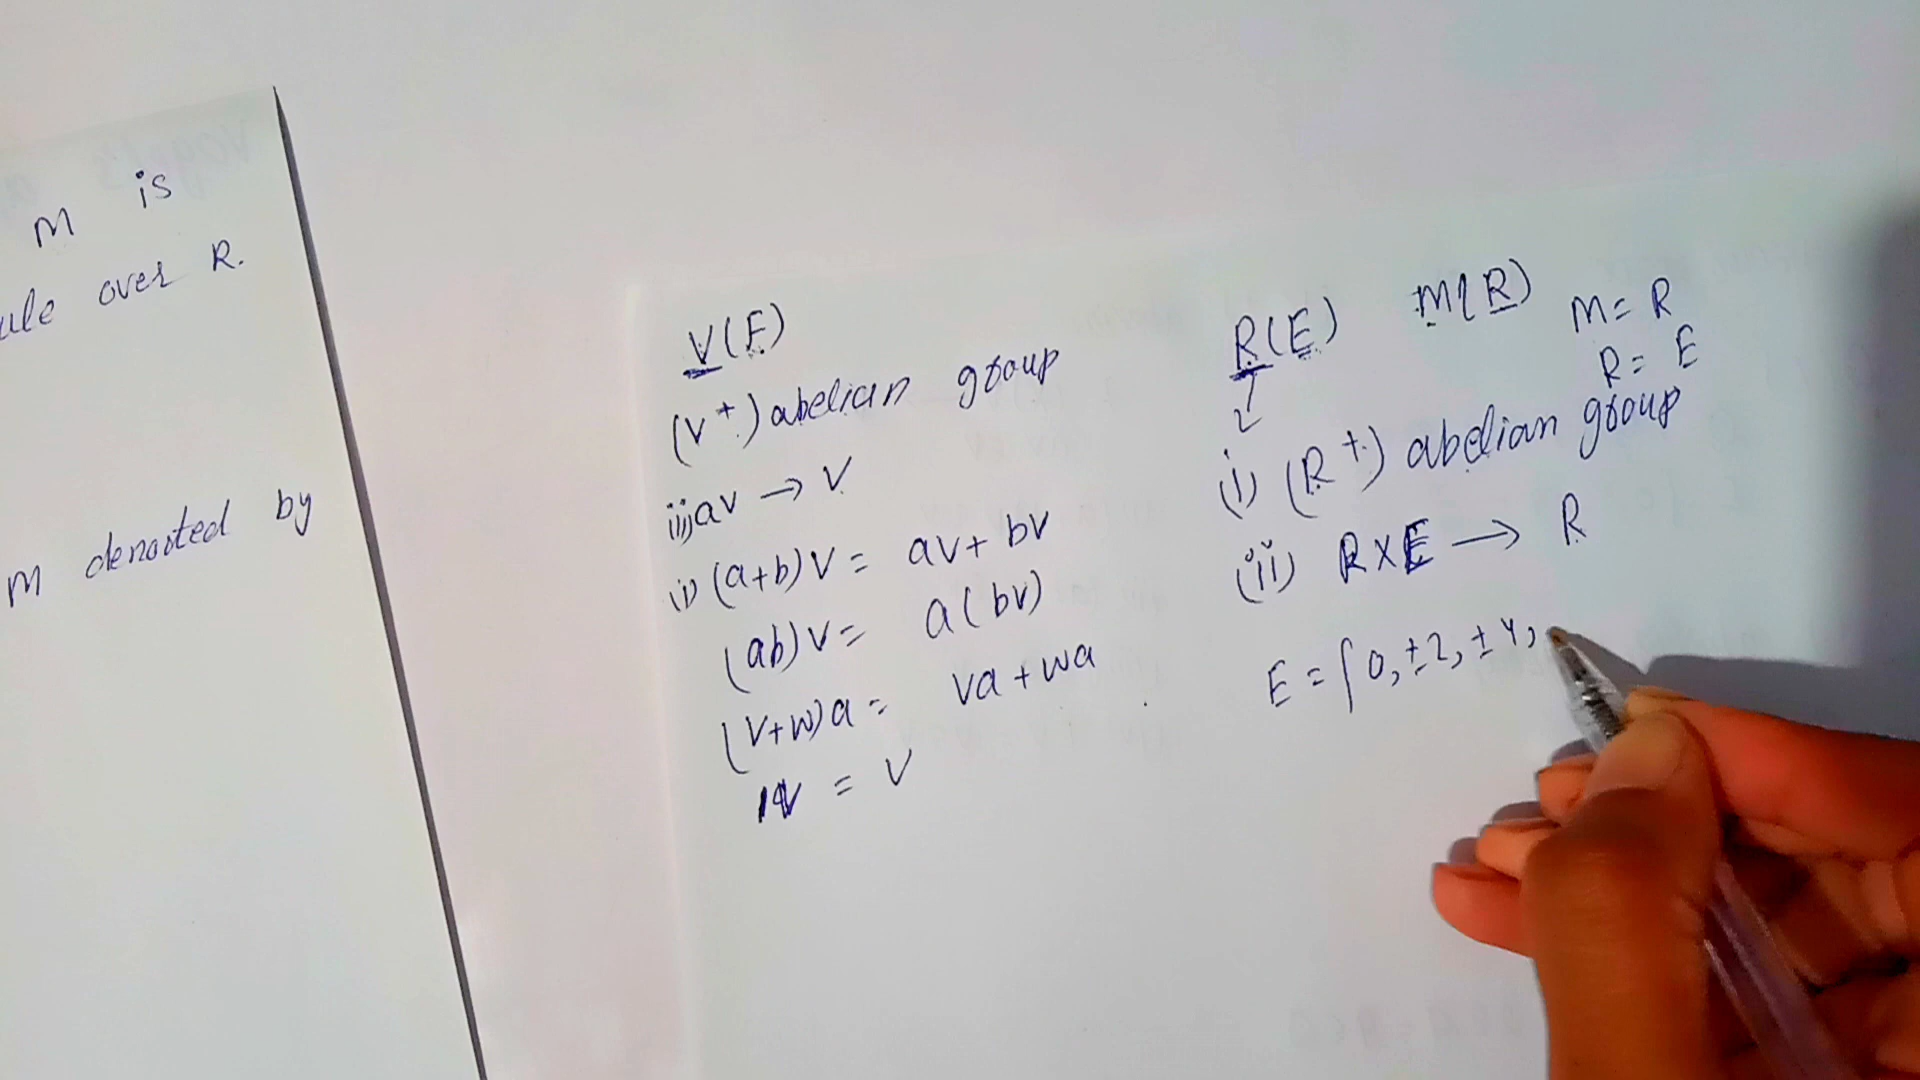 M is
ule over R.
M denoted by
V(F)
(V +) abelian group
ii) av → V
i) (a+b)V = av + bv
(ab)V = a(bv)
(V+W)a = va + wa
1V = V
R(E) M(R) M = R
R = E
(i) (R +) abelian group
(ii) R×E → R
E = { 0, ±2, ±4,